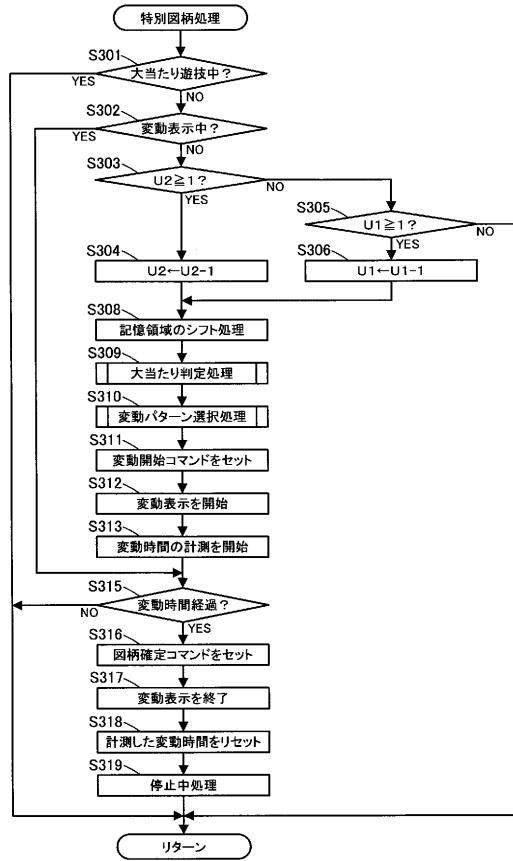 特別図柄処理
S301
大当たり遊技中?
YES
NO
S302
変動表示中?
YES
NO
S303
U2≧1?
NO
YES
S305
U1≧1?
NO
YES
S304
U2←U2-1
S306
U1←U1-1
S308
記憶領域のシフト処理
S309
大当たり判定処理
S310
変動パターン選択処理
S311
変動開始コマンドをセット
S312
変動表示を開始
S313
変動時間の計測を開始
S315
変動時間経過?
NO
YES
S316
図柄確定コマンドをセット
S317
変動表示を終了
S318
計測した変動時間をリセット
S319
停止中処理
リターン